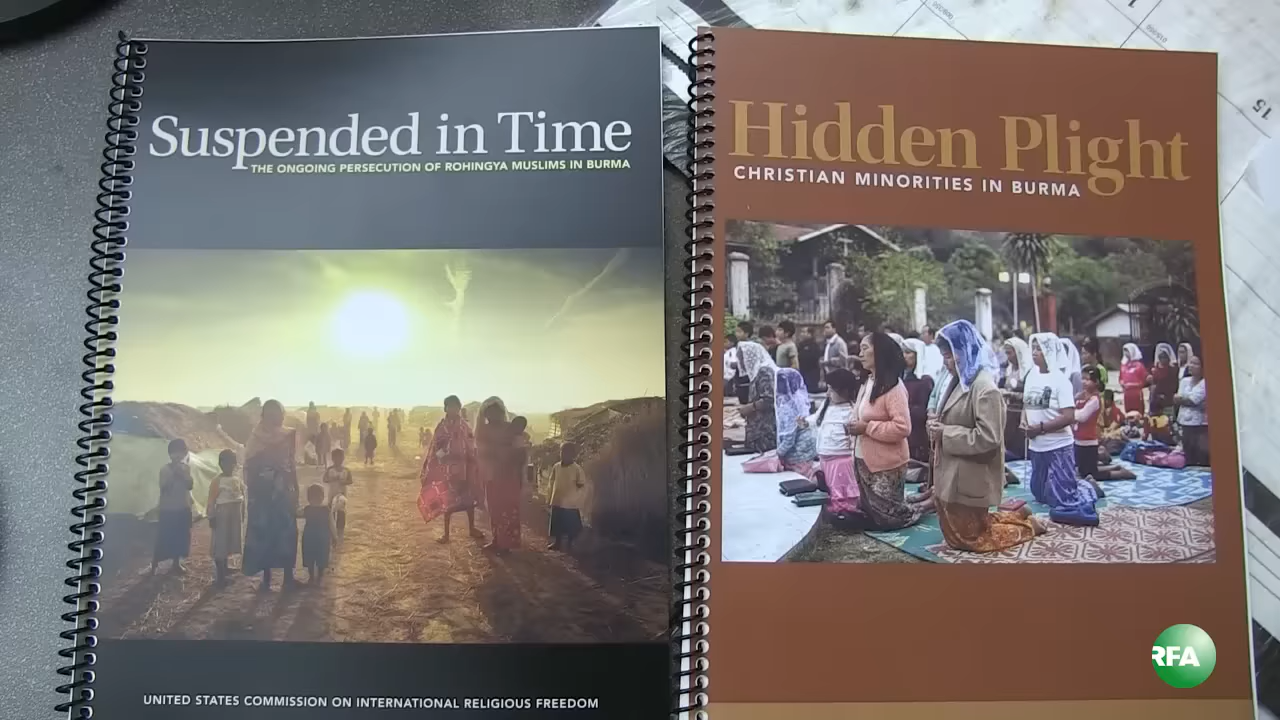 Suspended in Time
THE ONGOING PERSECUTION OF ROHINGYA MUSLIMS IN BURMA
UNITED STATES COMMISSION ON INTERNATIONAL RELIGIOUS FREEDOM
Hidden Plight
CHRISTIAN MINORITIES IN BURMA
15
RFA